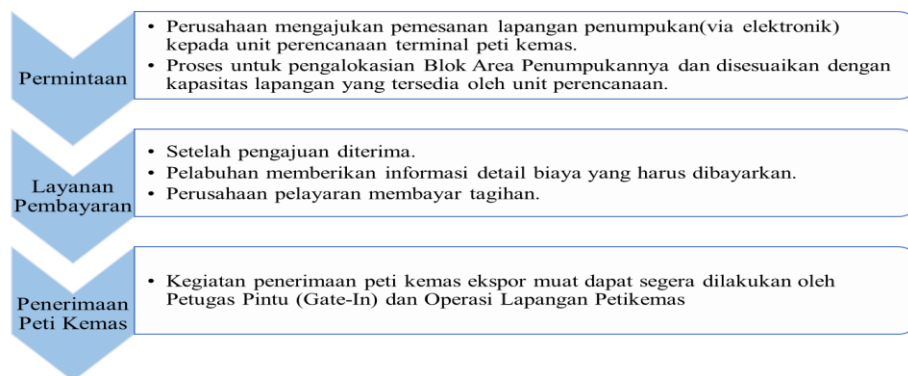 Permintaan
• Perusahaan mengajukan pemesanan lapangan penumpukan(via elektronik)
kepada unit perencanaan terminal peti kemas.
• Proses untuk pengalokasian Blok Area Penumpukannya dan disesuaikan dengan
kapasitas lapangan yang tersedia oleh unit perencanaan.
Layanan
Pembayaran
• Setelah pengajuan diterima.
• Pelabuhan memberikan informasi detail biaya yang harus dibayarkan.
• Perusahaan pelayaran membayar tagihan.
Penerimaan
Peti Kemas
• Kegiatan penerimaan peti kemas ekspor muat dapat segera dilakukan oleh
Petugas Pintu (Gate-In) dan Operasi Lapangan Petikemas